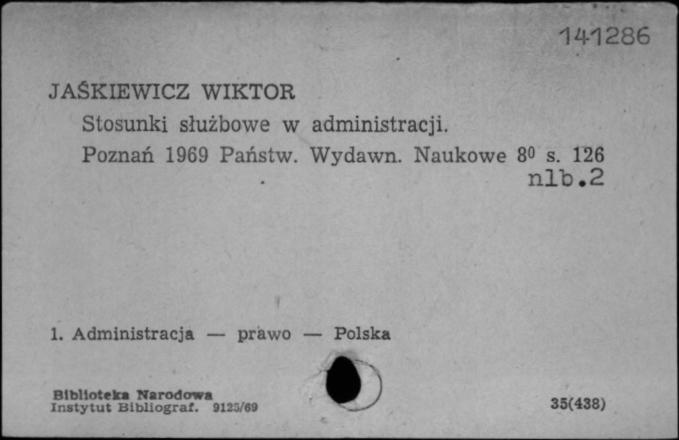 141286
JAŚKIEWICZ WIKTOR
Stosunki służbowe w administracji.
Poznań 1969 Państw. Wydawn. Naukowe 8⁰ s. 126
nlb.2
1. Administracja — prawo — Polska
Biblioteka Narodowa
Instytut Bibliograf. 9125/69
35(438)